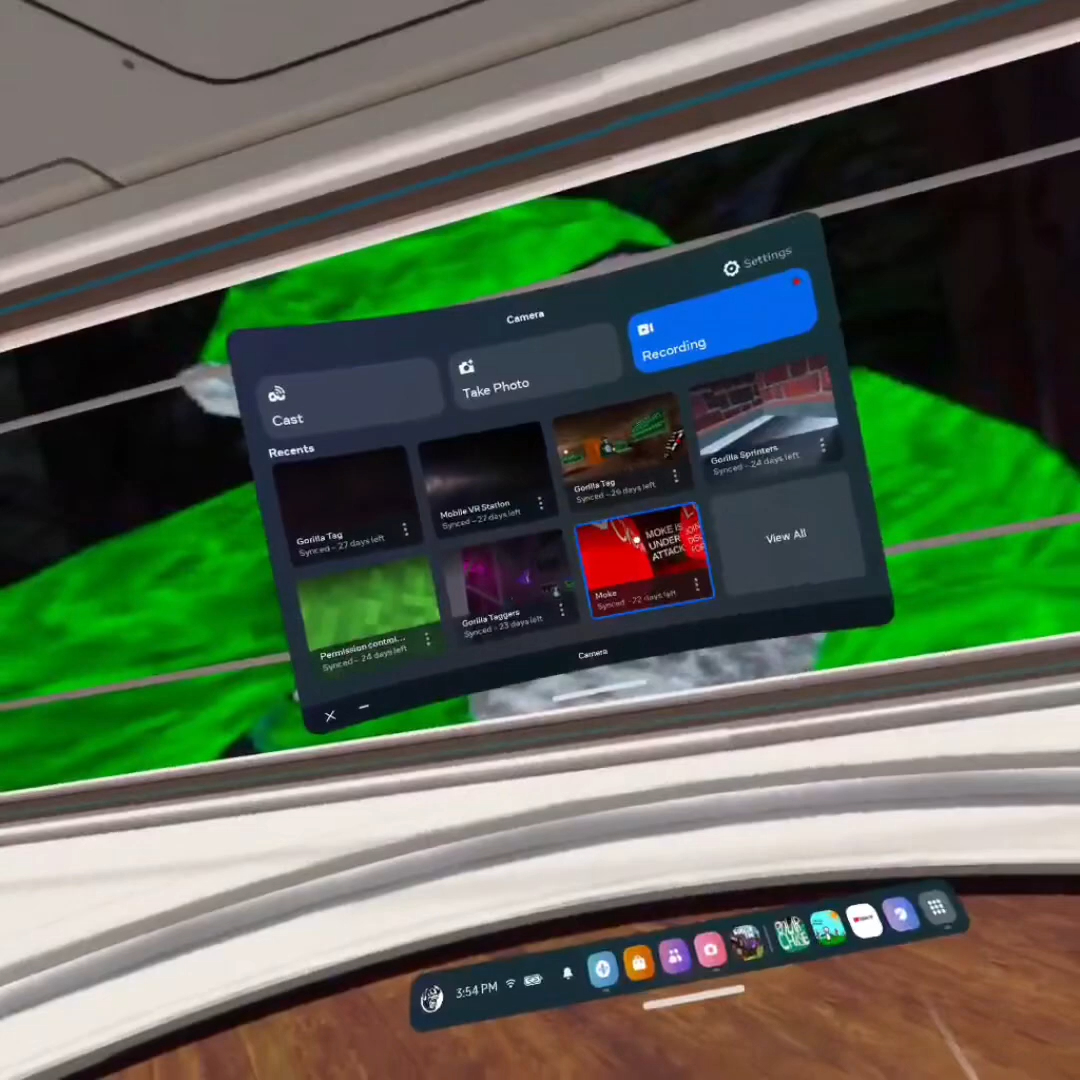 Settings
Camera
Recording
Take Photo
Cast
Recents
Gorilla Sprinters
Synced - 24 days left
Gorilla Tag
Synced - 26 days left
Mobile VR Station
Synced - 27 days left
Gorilla Tag
Synced - 27 days left
View All
MOKE IS
UNDER
ATTACK
Moke
Synced - 22 days left
Gorilla Taggers
Synced - 23 days left
Permission control...
Synced - 24 days left
Camera
3:54 PM